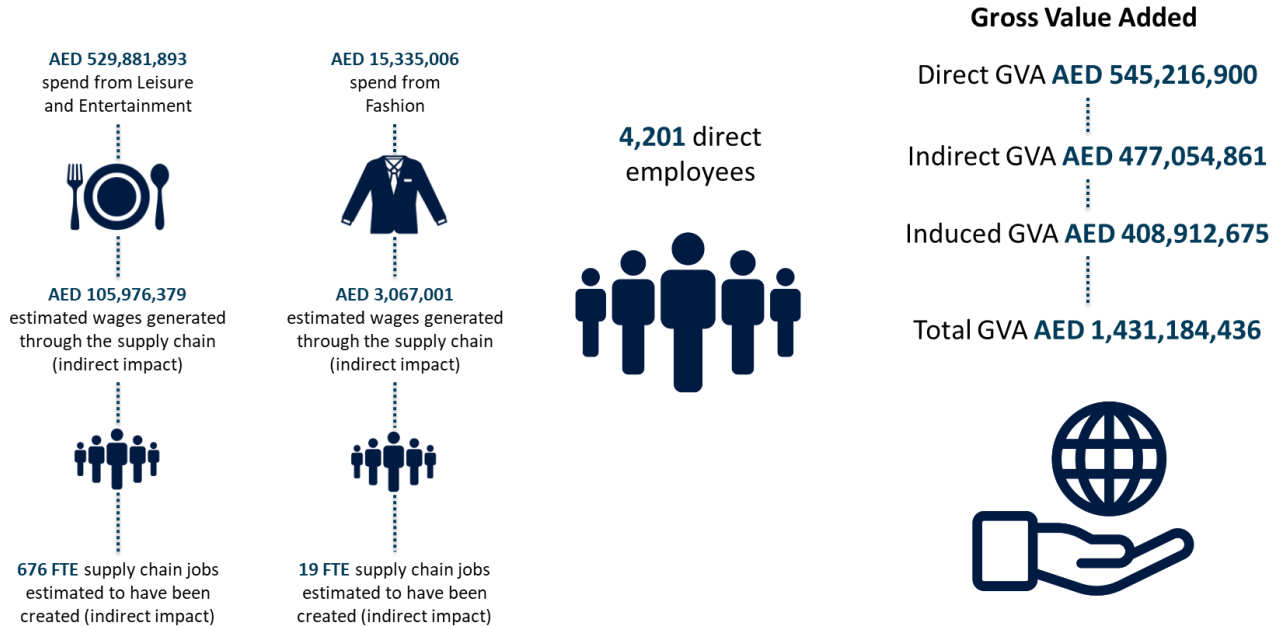 AED 529,881,893
spend from Leisure
and Entertainment
AED 105,976,379
estimated wages generated
through the supply chain
(indirect impact)
676 FTE supply chain jobs
estimated to have been
created (indirect impact)
AED 15,335,006
spend from
Fashion
AED 3,067,001
estimated wages generated
through the supply chain
(indirect impact)
19 FTE supply chain jobs
estimated to have been
created (indirect impact)
4,201 direct
employees
Gross Value Added
Direct GVA AED 545,216,900
Indirect GVA AED 477,054,861
Induced GVA AED 408,912,675
Total GVA AED 1,431,184,436